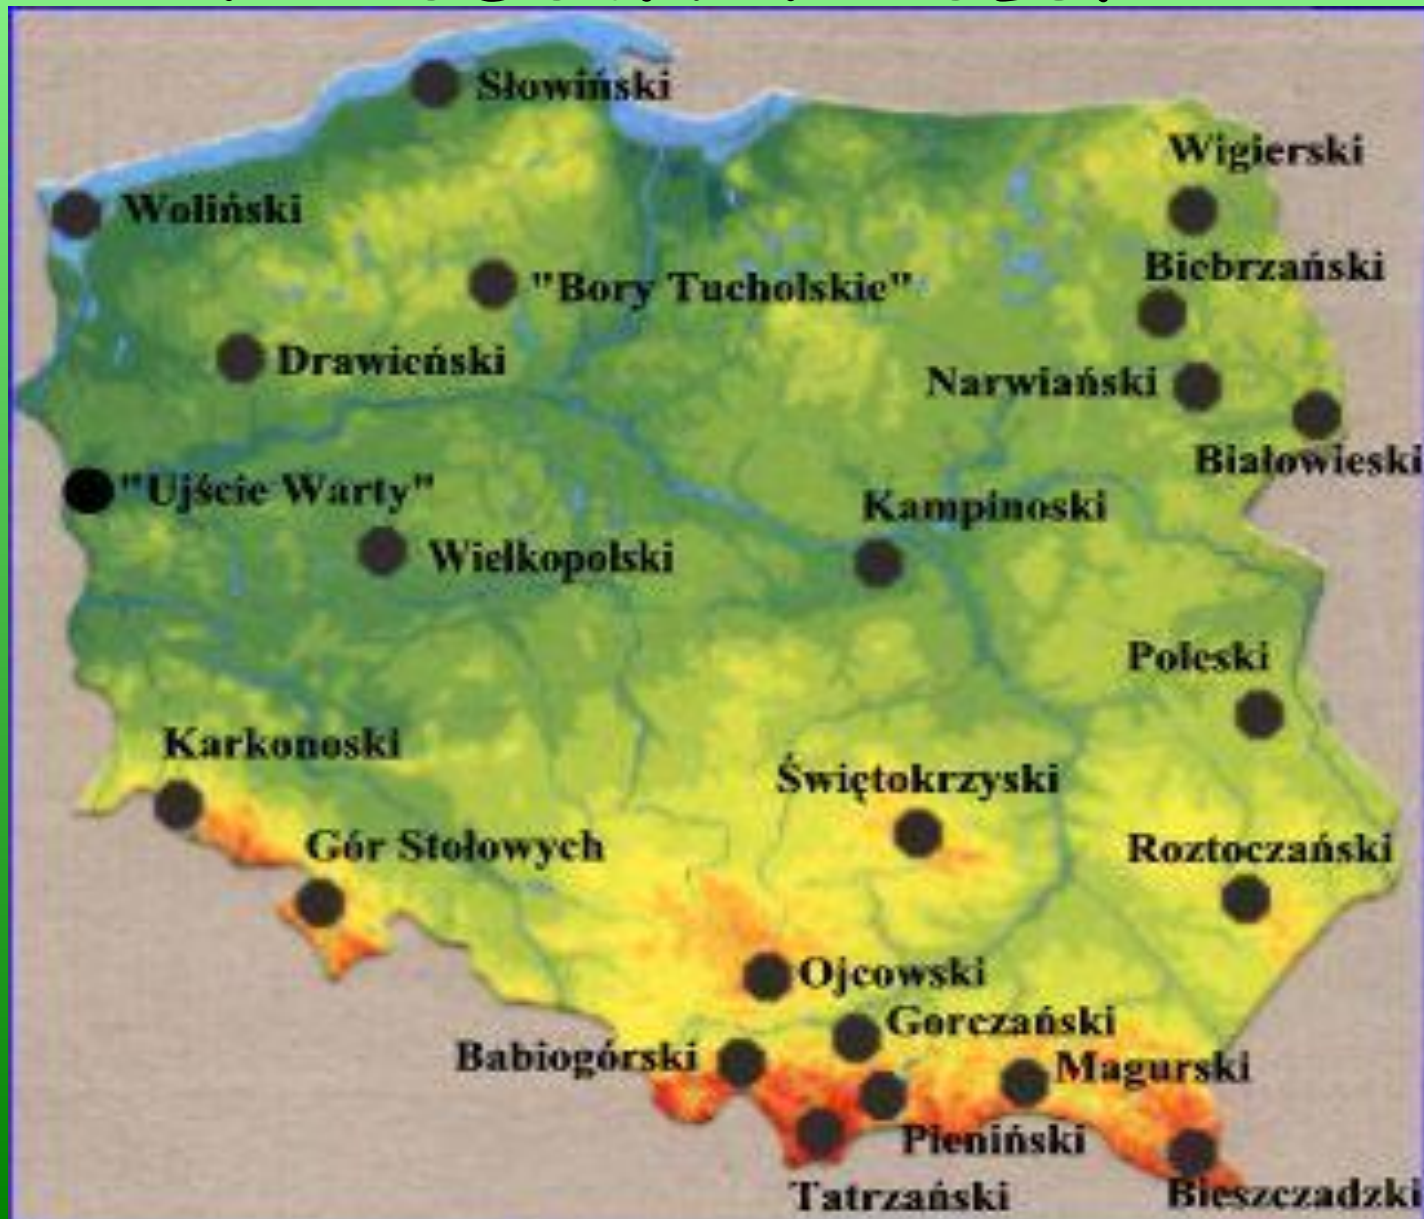 Słowiński
Wigierski
Woliński
Biebrzański
"Bory Tucholskie"
Drawieński
Narwiański
Białowieski
"Ujście Warty"
Kampinoski
Wielkopolski
Poleski
Karkonoski
Świętokrzyski
Gór Stołowych
Roztoczański
Ojcowski
Gorczański
Babiogórski
Magurski
Pieniński
Tatrzański
Bieszczadzki